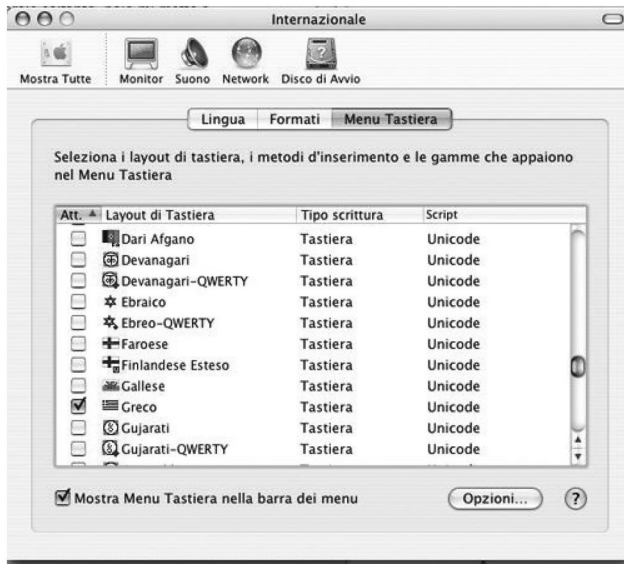 Internazionale
Mostra Tutte Monitor Suono Network Disco di Avvio
Lingua Formati Menu Tastiera
Seleziona i layout di tastiera, i metodi d'inserimento e le gamme che appaiono
nel Menu Tastiera
Att. Layout di Tastiera Tipo scrittura Script
Dari Afgano Tastiera Unicode
Devanagari Tastiera Unicode
Devanagari-QWERTY Tastiera Unicode
Ebraico Tastiera Unicode
Ebreo-QWERTY Tastiera Unicode
Faroese Tastiera Unicode
Finlandese Esteso Tastiera Unicode
Gallese Tastiera Unicode
Greco Tastiera Unicode
Gujarati Tastiera Unicode
Gujarati-QWERTY Tastiera Unicode
Mostra Menu Tastiera nella barra dei menu Opzioni... ?